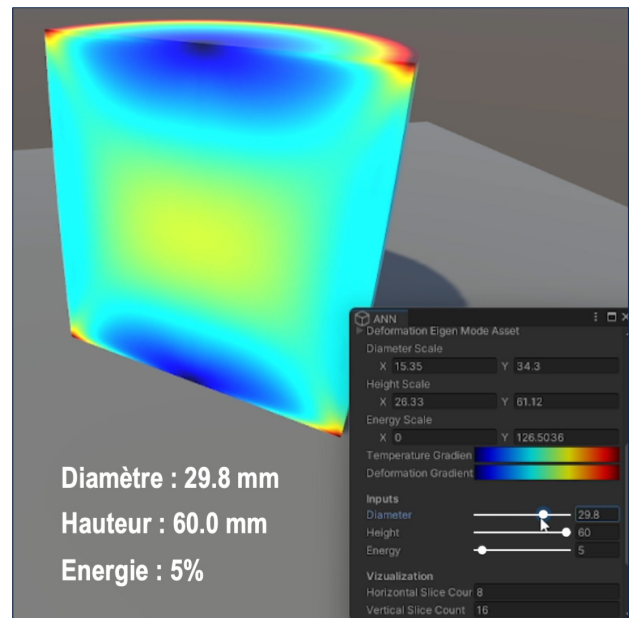 ANN
Deformation Eigen Mode Asset
Diameter Scale
X 15.35 Y 34.3
Height Scale
X 26.33 Y 61.12
Energy Scale
X 0 Y 126.5036
Temperature Gradien
Deformation Gradient
Inputs
Diameter 29.8
Height 60
Energy 5
Vizualization
Horizontal Slice Cour 8
Vertical Slice Count 16
Diamètre : 29.8 mm
Hauteur : 60.0 mm
Energie : 5%